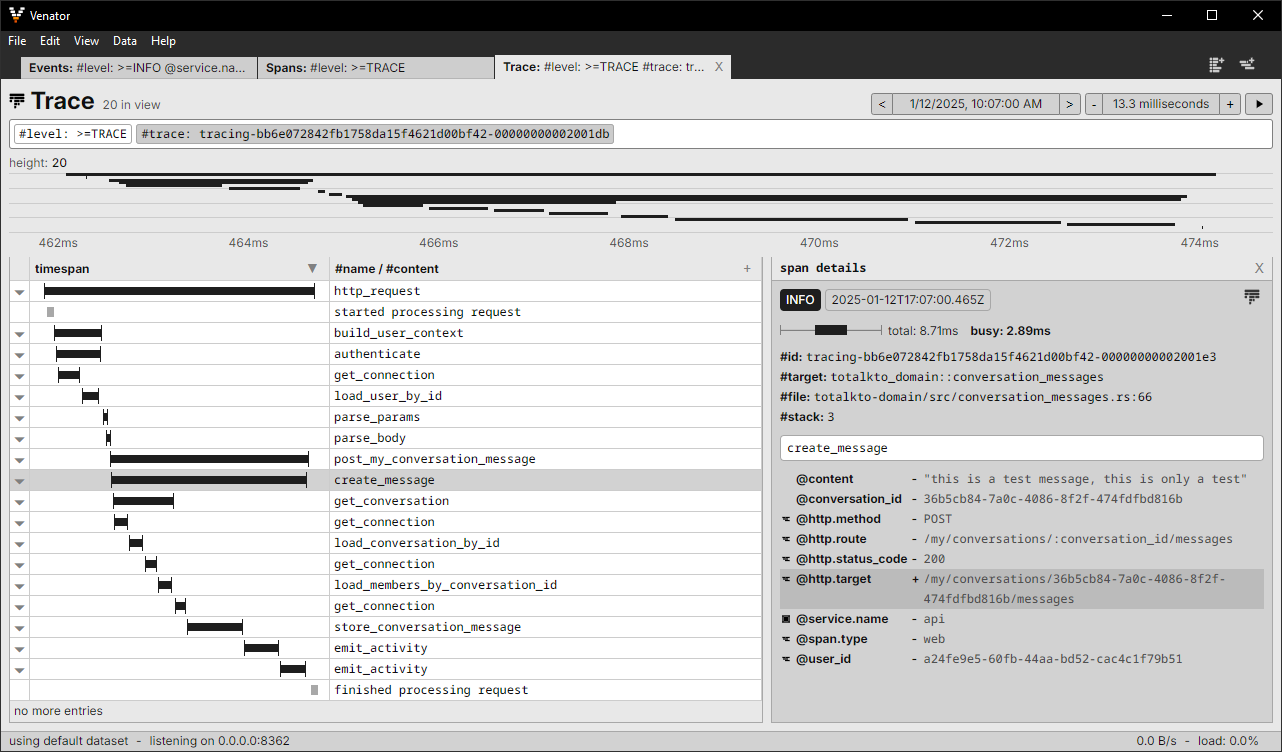 Venator
File Edit View Data Help
Events: #level: >=INFO @service.na... Spans: #level: >=TRACE Trace: #level: >=TRACE #trace: tr... X
Trace 20 in view < 1/12/2025, 10:07:00 AM > - 13.3 milliseconds +
#level: >=TRACE #trace: tracing-bb6e072842fb1758da15f4621d00bf42-00000000002001db
height: 20
462ms 464ms 466ms 468ms 470ms 472ms 474ms
timespan #name / #content +
http_request
started processing request
build_user_context
authenticate
get_connection
load_user_by_id
parse_params
parse_body
post_my_conversation_message
create_message
get_conversation
get_connection
load_conversation_by_id
get_connection
load_members_by_conversation_id
get_connection
store_conversation_message
emit_activity
emit_activity
finished processing request
no more entries
span details X
INFO 2025-01-12T17:07:00.465Z
total: 8.71ms busy: 2.89ms
#id: tracing-bb6e072842fb1758da15f4621d00bf42-00000000002001e3
#target: totalkto_domain::conversation_messages
#file: totalkto-domain/src/conversation_messages.rs:66
#stack: 3
create_message
@content - "this is a test message, this is only a test"
@conversation_id - 36b5cb84-7a0c-4086-8f2f-474fdfbd816b
@http.method - POST
@http.route - /my/conversations/:conversation_id/messages
@http.status_code - 200
@http.target + /my/conversations/36b5cb84-7a0c-4086-8f2f-
474fdfbd816b/messages
@service.name - api
@span.type - web
@user_id - a24fe9e5-60fb-44aa-bd52-cac4c1f79b51
using default dataset - listening on 0.0.0.0:8362 0.0 B/s - load: 0.0%